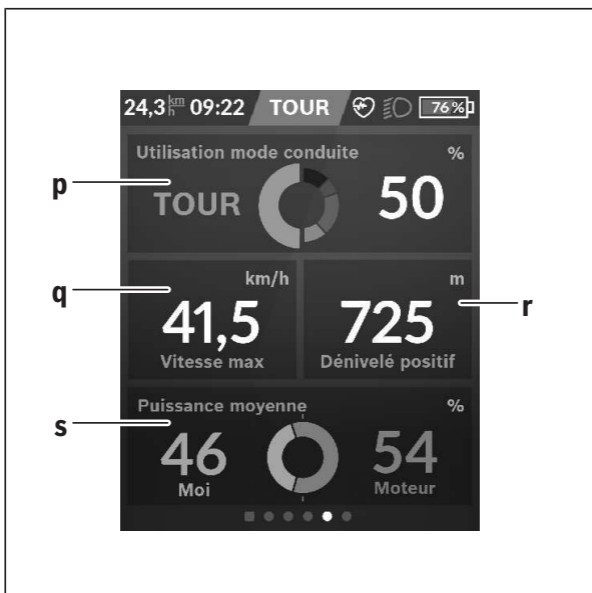 24,3 km/h 09:22 TOUR 76 %
Utilisation mode conduite %
p
TOUR 50
km/h m
q
r
41,5 725
Vitesse max Dénivelé positif
Puissance moyenne %
s
46 54
Moi Moteur